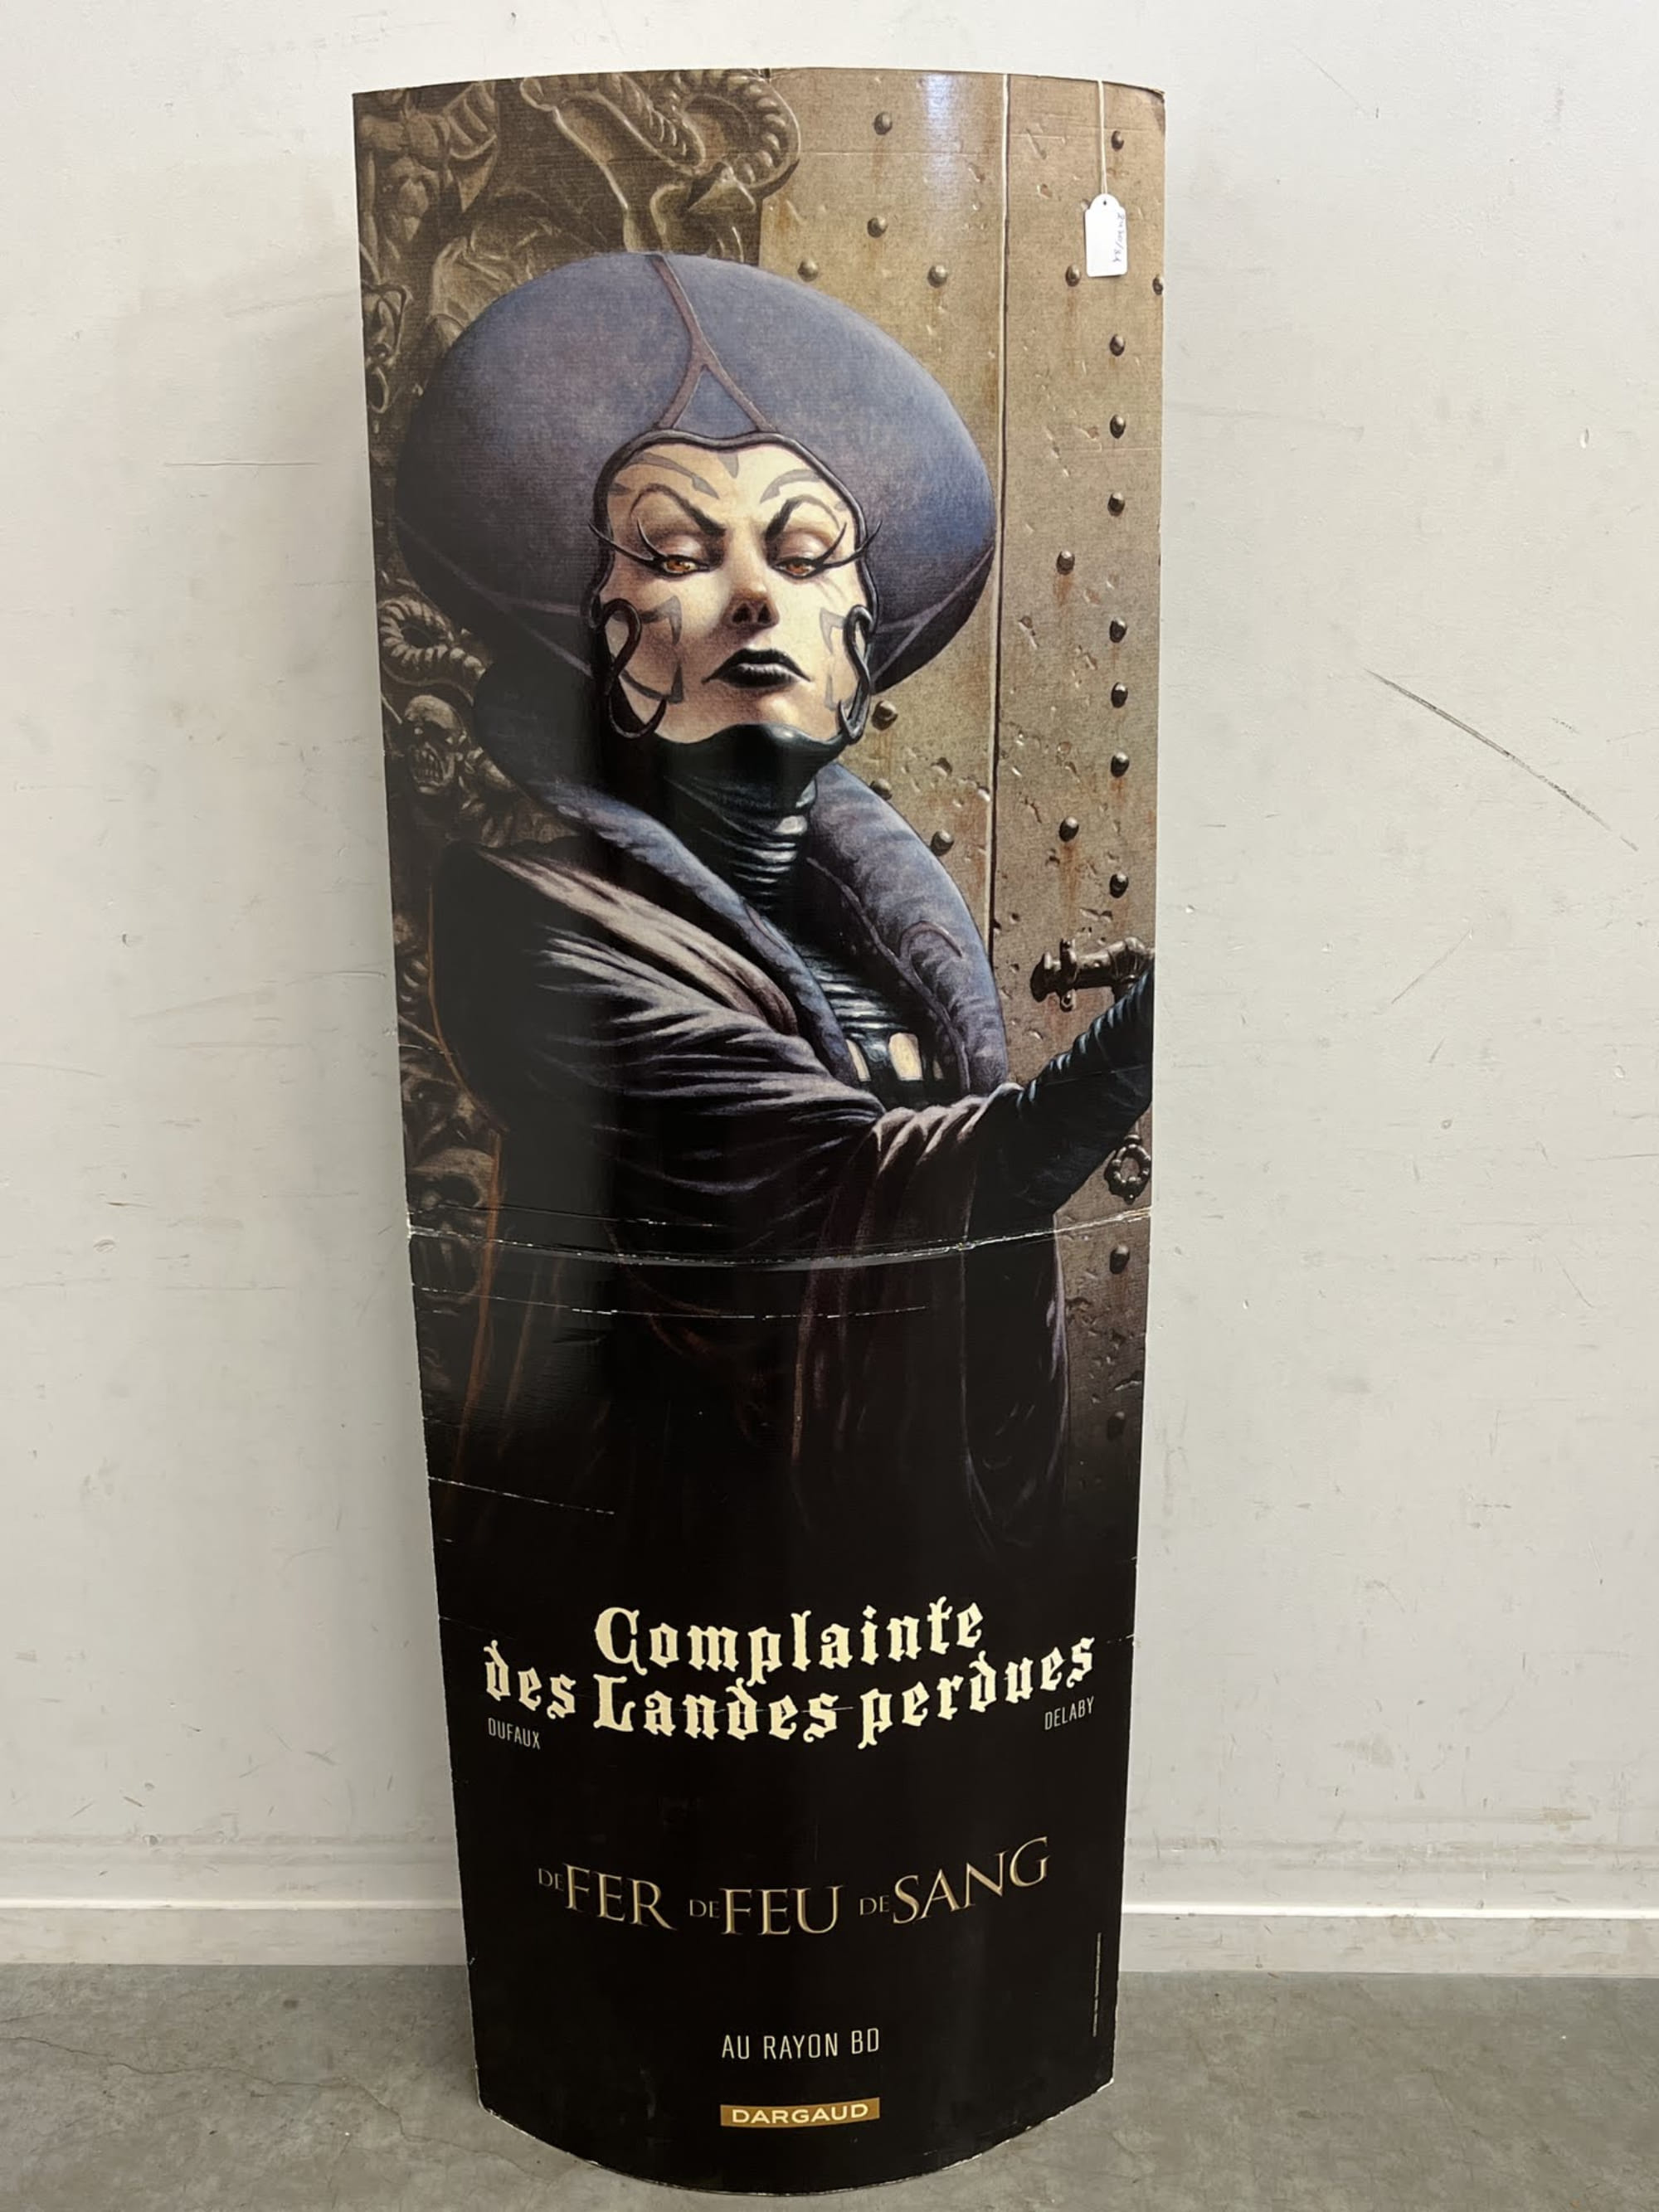 Complainte
des Landes perdues
DUFAUX
DELABY
DE FER DE FEU DE SANG
AU RAYON BD
DARGAUD